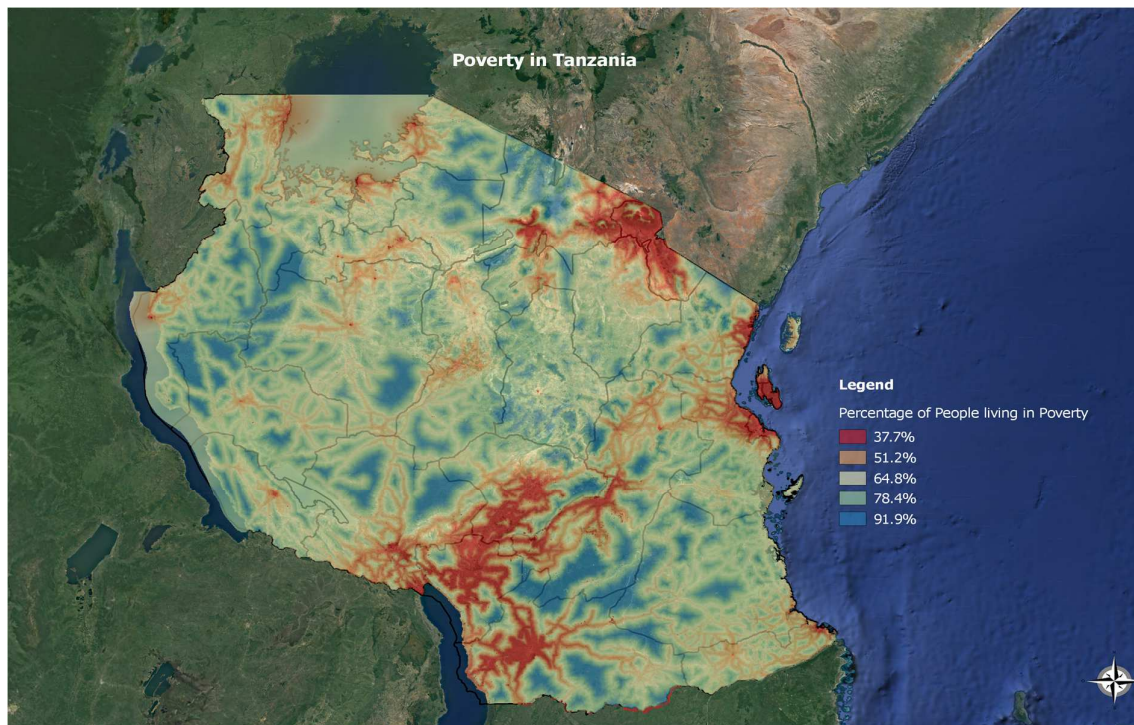 Poverty in Tanzania
Legend
Percentage of People living in Poverty
37.7%
51.2%
64.8%
78.4%
91.9%